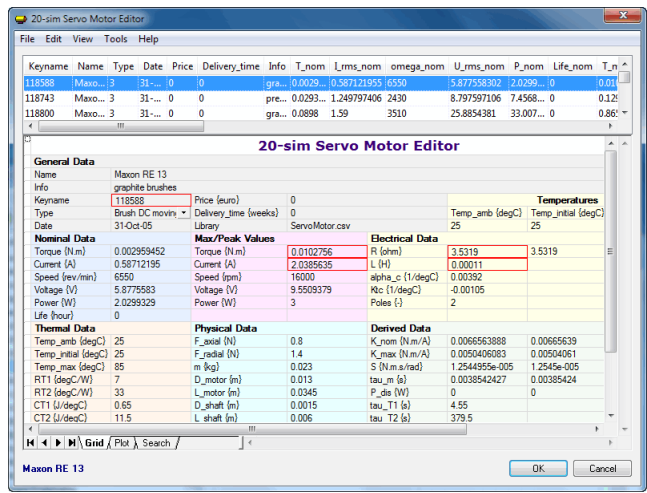 20-sim Servo Motor Editor
File Edit View Tools Help
Keyname Name Type Date Price Delivery_time Info T_nom I_rms_nom omega_nom U_rms_nom P_nom Life_nom
118588 Maxo... 3 31-... 0 0 gra... 0.0029... 0.587121955 6550 5.877558302 2.0299... 0
118743 Maxo... 3 31-... 0 0 pre... 0.0293... 1.249797406 2430 8.797597106 7.4568... 0
118800 Maxo... 3 31-... 0 0 gra... 0.0898 1.59 3510 25.8854381 33.007... 0
20-sim Servo Motor Editor
General Data
Name Maxon RE 13
Info graphite brushes
Keyname 118588 Price {euro} 0 Temperatures
Type Brush DC moving Delivery_time {weeks} 0 Temp_amb {degC} Temp_initial {degC}
Date 31-Oct-05 Library ServoMotor.csv 25 25
Nominal Data Max/Peak Values Electrical Data
Torque {N.m} 0.002959452 Torque {N.m} 0.0102756 R {ohm} 3.5319 3.5319
Current {A} 0.58712195 Current {A} 2.0385635 L {H} 0.00011
Speed {rev/min} 6550 Speed {rpm} 16000 alpha_c {1/degC} 0.00392
Voltage {V} 5.8775583 Voltage {V} 9.5509379 Ktc {1/degC} -0.00105
Power {W} 2.0299329 Power {W} 3 Poles {-} 2
Life {hour} 0
Thermal Data Physical Data Derived Data
Temp_amb {degC} 25 F_axial {N} 0.8 K_nom {N.m/A} 0.0066563888 0.00665639
Temp_initial {degC} 25 F_radial {N} 1.4 K_max {N.m/A} 0.0050406083 0.00504061
Temp_max {degC} 85 m {kg} 0.023 S {N.m.s/rad} 1.2544955e-005 1.2545e-005
RT1 {degC/W} 7 D_motor {m} 0.013 tau_m {s} 0.0038542427 0.00385424
RT2 {degC/W} 33 L_motor {m} 0.0345 P_dis {W} 0 0
CT1 {J/degC} 0.65 D_shaft {m} 0.0015 tau_T1 {s} 4.55
CT2 {J/degC} 11.5 L_shaft {m} 0.006 tau_T2 {s} 379.5
Grid Plot Search
Maxon RE 13 OK Cancel